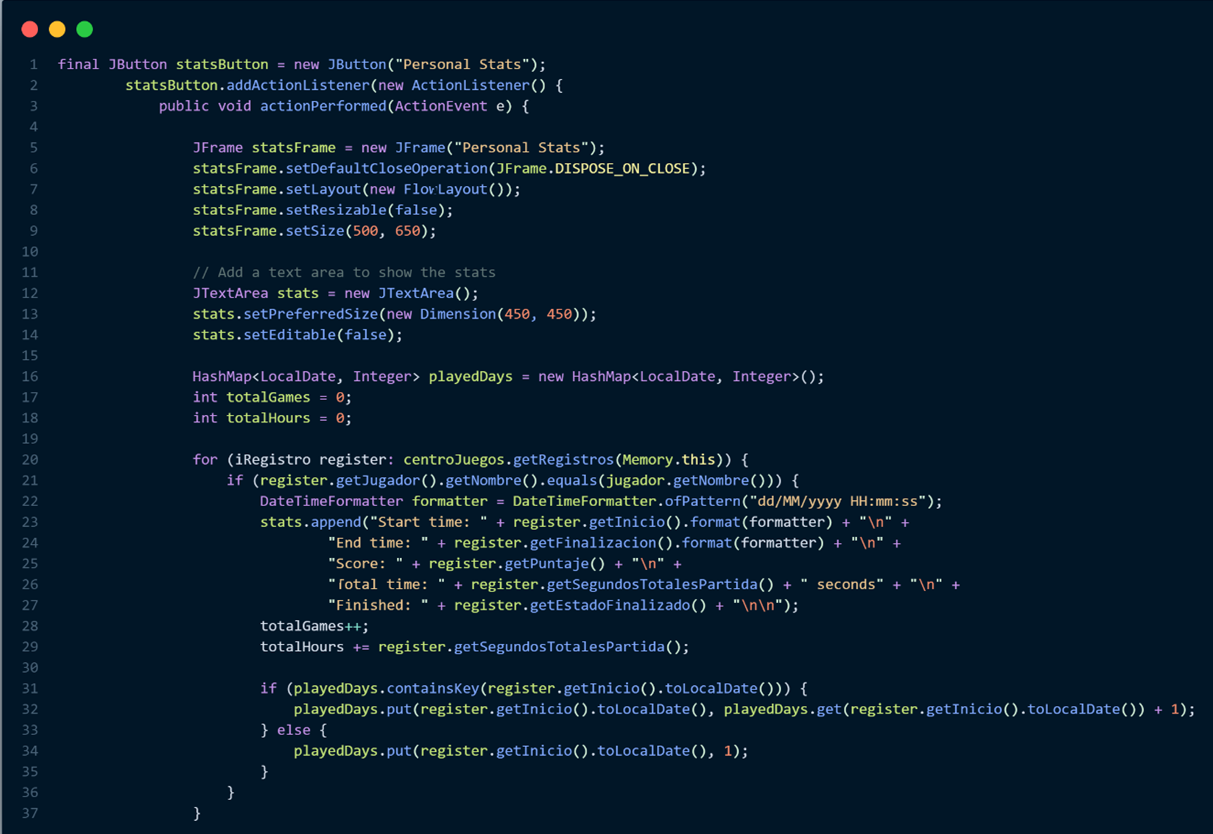 1 final JButton statsButton = new JButton("Personal Stats");
2 statsButton.addActionListener(new ActionListener() {
3 public void actionPerformed(ActionEvent e) {
4
5 JFrame statsFrame = new JFrame("Personal Stats");
6 statsFrame.setDefaultCloseOperation(JFrame.DISPOSE_ON_CLOSE);
7 statsFrame.setLayout(new FlowLayout());
8 statsFrame.setResizable(false);
9 statsFrame.setSize(500, 650);
10
11 // Add a text area to show the stats
12 JTextArea stats = new JTextArea();
13 stats.setPreferredSize(new Dimension(450, 450));
14 stats.setEditable(false);
15
16 HashMap<LocalDate, Integer> playedDays = new HashMap<LocalDate, Integer>();
17 int totalGames = 0;
18 int totalHours = 0;
19
20 for (iRegistro register: centroJuegos.getRegistros(Memory.this)) {
21 if (register.getJugador().getNombre().equals(jugador.getNombre())) {
22 DateTimeFormatter formatter = DateTimeFormatter.ofPattern("dd/MM/yyyy HH:mm:ss");
23 stats.append("Start time: " + register.getInicio().format(formatter) + "\n" +
24 "End time: " + register.getFinalizacion().format(formatter) + "\n" +
25 "Score: " + register.getPuntaje() + "\n" +
26 "Total time: " + register.getSegundosTotalesPartida() + " seconds" + "\n" +
27 "Finished: " + register.getEstadoFinalizado() + "\n\n");
28 totalGames++;
29 totalHours += register.getSegundosTotalesPartida();
30
31 if (playedDays.containsKey(register.getInicio().toLocalDate())) {
32 playedDays.put(register.getInicio().toLocalDate(), playedDays.get(register.getInicio().toLocalDate()) + 1);
33 } else {
34 playedDays.put(register.getInicio().toLocalDate(), 1);
35 }
36 }
37 }